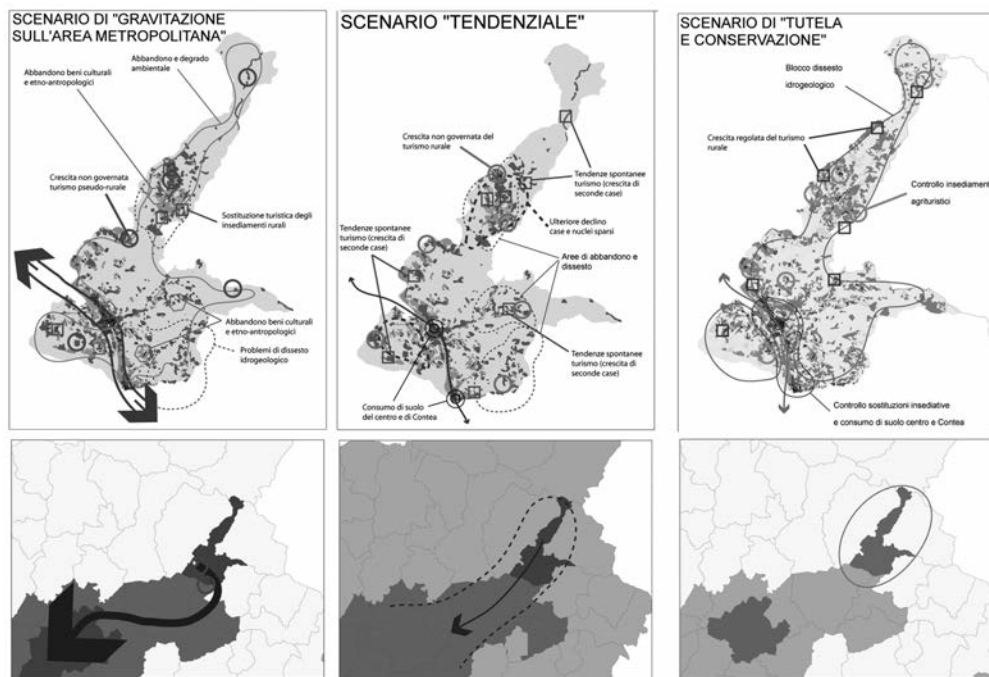 SCENARIO DI "GRAVITAZIONE
SULL'AREA METROPOLITANA"
Abbandono beni culturali
e etno-antropologici
Abbandono e degrado
ambientale
Crescita non governata
turismo pseudo-rurale
Sostituzione turistica degli
insediamenti rurali
Abbandono beni culturali
e etno-antropologici
Problemi di dissesto
idrogeologico
SCENARIO "TENDENZIALE"
Crescita non governata del
turismo rurale
Tendenze spontanee
turismo (crescita di
seconde case)
Ulteriore declino
case e nuclei sparsi
Tendenze spontanee
turismo (crescita di
seconde case)
Aree di abbandono e
dissesto
Tendenze spontanee
turismo (crescita di
seconde case)
Consumo di suolo
del centro e di Contea
SCENARIO DI "TUTELA
E CONSERVAZIONE"
Blocco dissesto
idrogeologico
Crescita regolata del turismo
rurale
Controllo insediament
agrituristici
Controllo sostituzioni insediative
e consumo di suolo centro e Contea